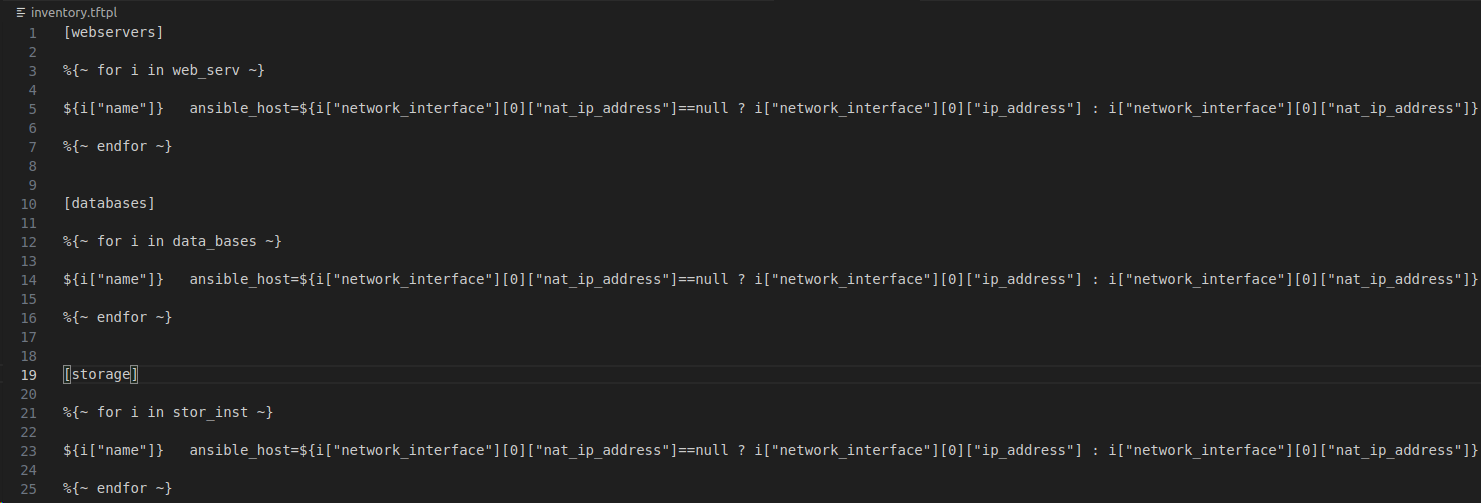 inventory.tftpl
1 [webservers]
2
3 %{~ for i in web_serv ~}
4
5 ${i["name"]}   ansible_host=${i["network_interface"][0]["nat_ip_address"]==null ? i["network_interface"][0]["ip_address"] : i["network_interface"][0]["nat_ip_address"]}
6
7 %{~ endfor ~}
8
9
10 [databases]
11
12 %{~ for i in data_bases ~}
13
14 ${i["name"]}   ansible_host=${i["network_interface"][0]["nat_ip_address"]==null ? i["network_interface"][0]["ip_address"] : i["network_interface"][0]["nat_ip_address"]}
15
16 %{~ endfor ~}
17
18
19 [storage]
20
21 %{~ for i in stor_inst ~}
22
23 ${i["name"]}   ansible_host=${i["network_interface"][0]["nat_ip_address"]==null ? i["network_interface"][0]["ip_address"] : i["network_interface"][0]["nat_ip_address"]}
24
25 %{~ endfor ~}